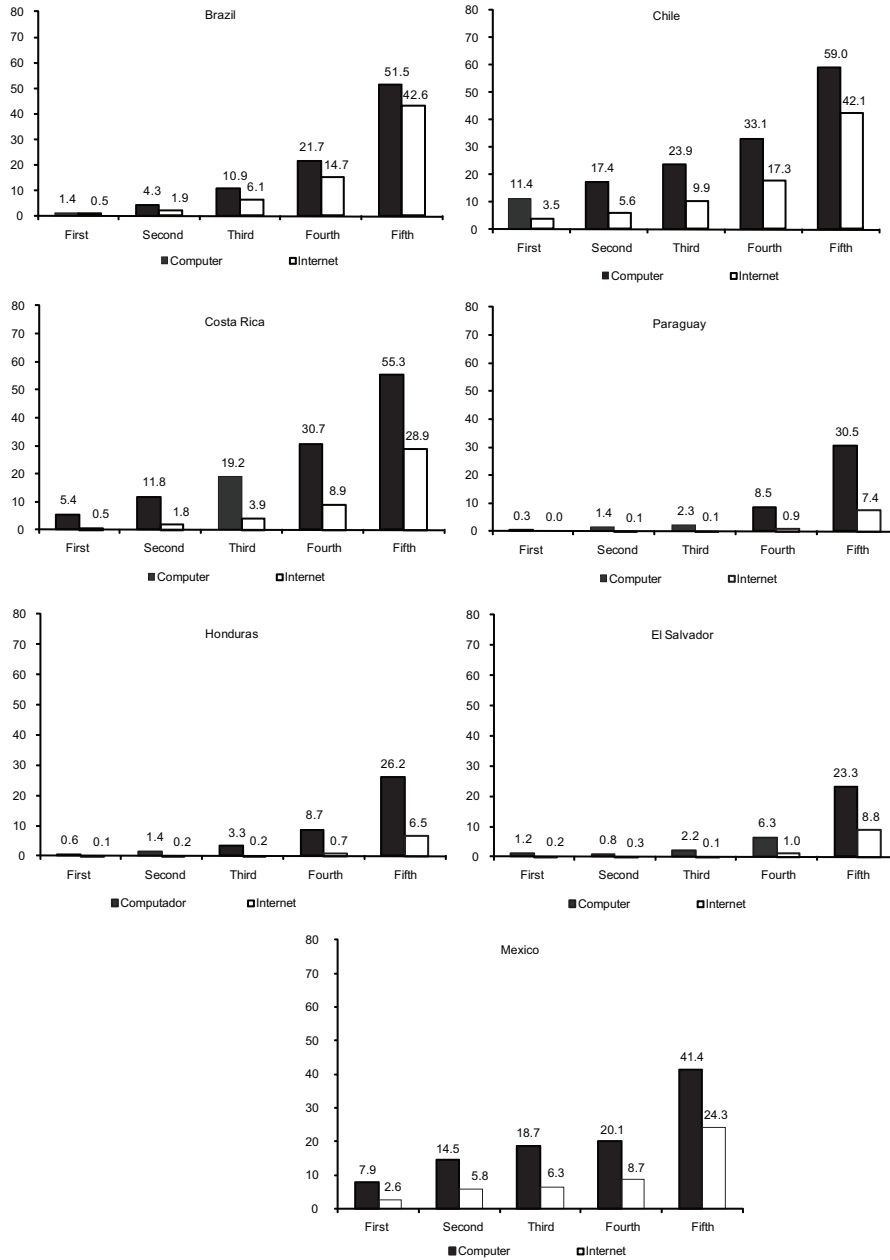 Brazil
80
70
60
50
40
30
20
10
0
1.4 0.5 4.3 1.9 10.9 6.1 21.7 14.7 51.5 42.6
First Second Third Fourth Fifth
Computer Internet
Chile
80
70
60
50
40
30
20
10
0
11.4 3.5 17.4 5.6 23.9 9.9 33.1 17.3 59.0 42.1
First Second Third Fourth Fifth
Computer Internet
Costa Rica
80
70
60
50
40
30
20
10
0
5.4 0.5 11.8 1.8 19.2 3.9 30.7 8.9 55.3 28.9
First Second Third Fourth Fifth
Computer Internet
Paraguay
80
70
60
50
40
30
20
10
0
0.3 0.0 1.4 0.1 2.3 0.1 8.5 0.9 30.5 7.4
First Second Third Fourth Fifth
Computer Internet
Honduras
80
70
60
50
40
30
20
10
0
0.6 0.1 1.4 0.2 3.3 0.2 8.7 0.7 26.2 6.5
First Second Third Fourth Fifth
Computador Internet
El Salvador
80
70
60
50
40
30
20
10
0
1.2 0.2 0.8 0.3 2.2 0.1 6.3 1.0 23.3 8.8
First Second Third Fourth Fifth
Computer Internet
Mexico
80
70
60
50
40
30
20
10
0
7.9 2.6 14.5 5.8 18.7 6.3 20.1 8.7 41.4 24.3
First Second Third Fourth Fifth
Computer Internet